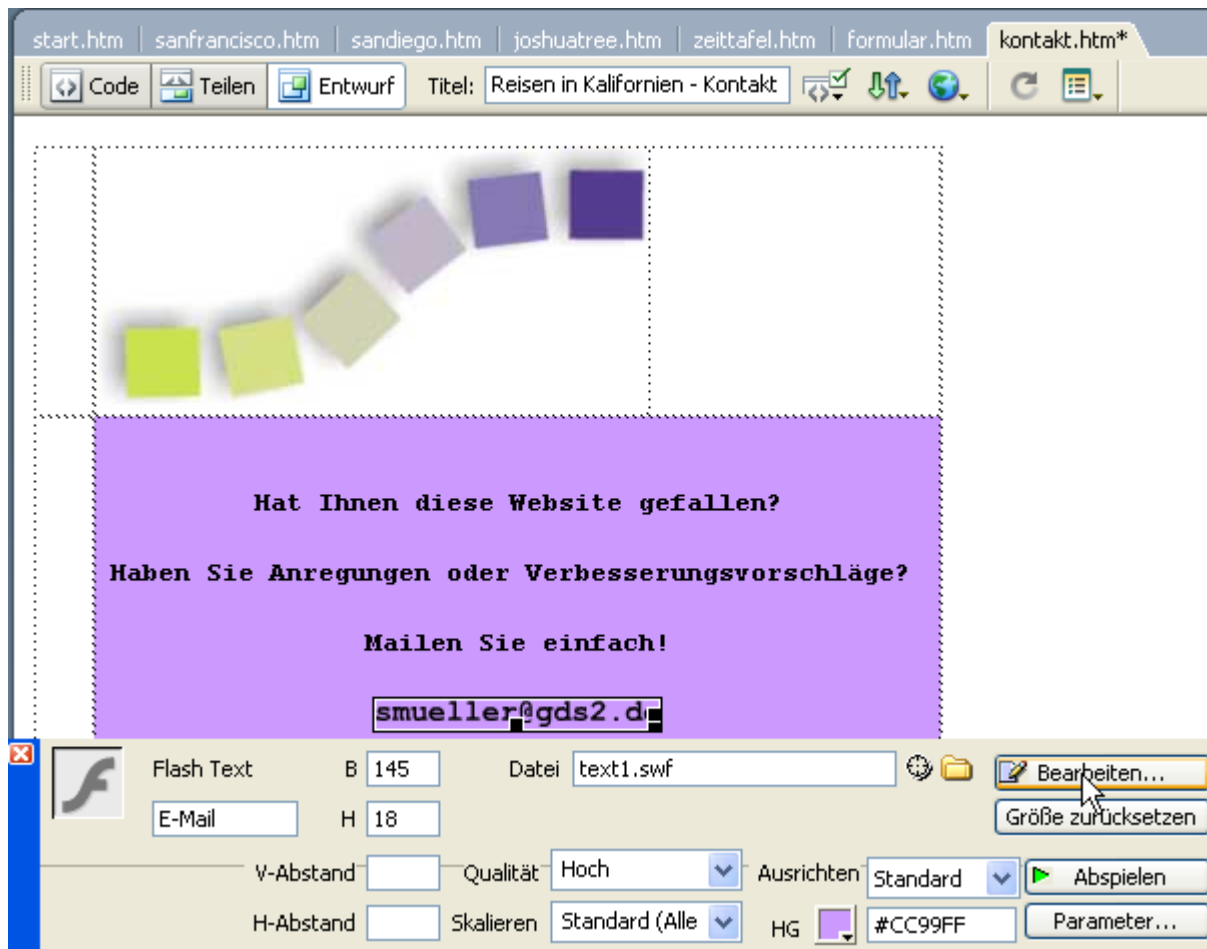 start.htm sanfrancisco.htm sandiego.htm joshuatree.htm zeittafel.htm formular.htm kontakt.htm*
Code Teilen Entwurf Titel: Reisen in Kalifornien - Kontakt
Hat Ihnen diese Website gefallen?
Haben Sie Anregungen oder Verbesserungsvorschläge?
Mailen Sie einfach!
smueller@gds2.de
Flash Text B 145 Datei text1.swf Bearbeiten...
E-Mail H 18 Größe zurücksetzen
V-Abstand Qualität Hoch Ausrichten Standard Abspielen
H-Abstand Skalieren Standard (Alle HG #CC99FF Parameter...